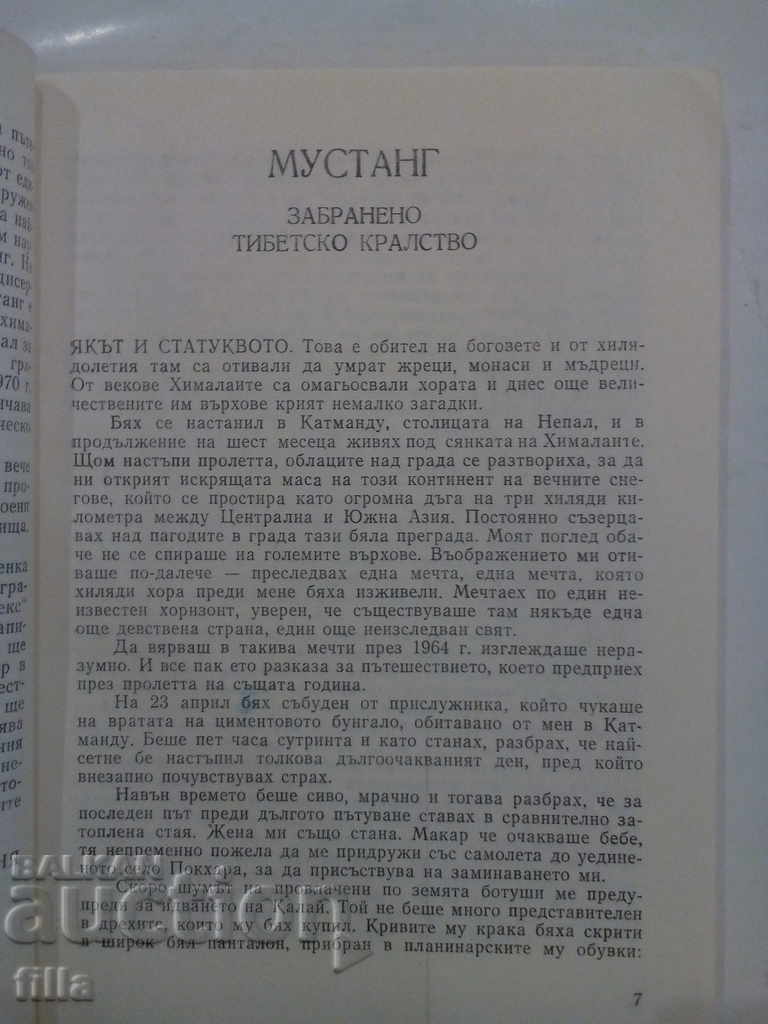 МУСТАНГ
ЗАБРАНЕНО
ТИБЕТСКО КРАЛСТВО
ЯКЪТ И СТАТУКВОТО. Това е обител на боговете и от хиля-
долетия там са отивали да умрат жреци, монаси и мъдреци.
От векове Хималаите са омагьосвали хората и днес още вели-
чествените им върхове крият немалко загадки.
Бях се настанил в Катманду, столицата на Непал, и в
продължение на шест месеца живях под сянката на Хималаите.
Щом настъпи пролетта, облаците над града се разтвориха, за да
ни открият искрящата маса на този континент на вечните сне-
гове, който се простира като огромна дъга на три хиляди ки-
лометра между Централна и Южна Азия. Постоянно съзерца-
вах над пагодите в града тази бяла преграда. Моят поглед оба-
че не се спираше на големите върхове. Въображението ми оти-
ваше по-далече — преследвах една мечта, една мечта, която
хиляди хора преди мене бяха изживели. Мечтаех по един не-
известен хоризонт, уверен, че съществуваше там някъде една
още девствена страна, един още неизследван свят.
Да вярваш в такива мечти през 1964 г. изглеждаше нера-
зумно. И все пак ето разказа за пътешествието, което предприех
през пролетта на същата година.
На 23 април бях събуден от прислужника, който чукаше
на вратата на циментовото бунгало, обитавано от мен в Кат-
манду. Беше пет часа сутринта и като станах, разбрах, че най-
сетне бе настъпил толкова дългоочакваният ден, пред който
внезапно почувствувах страх.
Навън времето беше сиво, мрачно и тогава разбрах, че за
последен път преди дългото пътуване ставах в сравнително за-
топлена стая. Жена ми също стана. Макар че очакваше бебе,
тя непременно пожела да ме придружи със самолета до уедине-
ното село Покхара, за да присъствува на заминаването ми.
Скоро шумът на провлачени по земята ботуши ме преду-
преди за идването на Калай. Той не беше много представителен
в дрехите, които му бях купил. Кривите му крака бяха скрити
в широк бял панталон, прибран в планинарските му обувки:
7
BALKAN
auction
filla